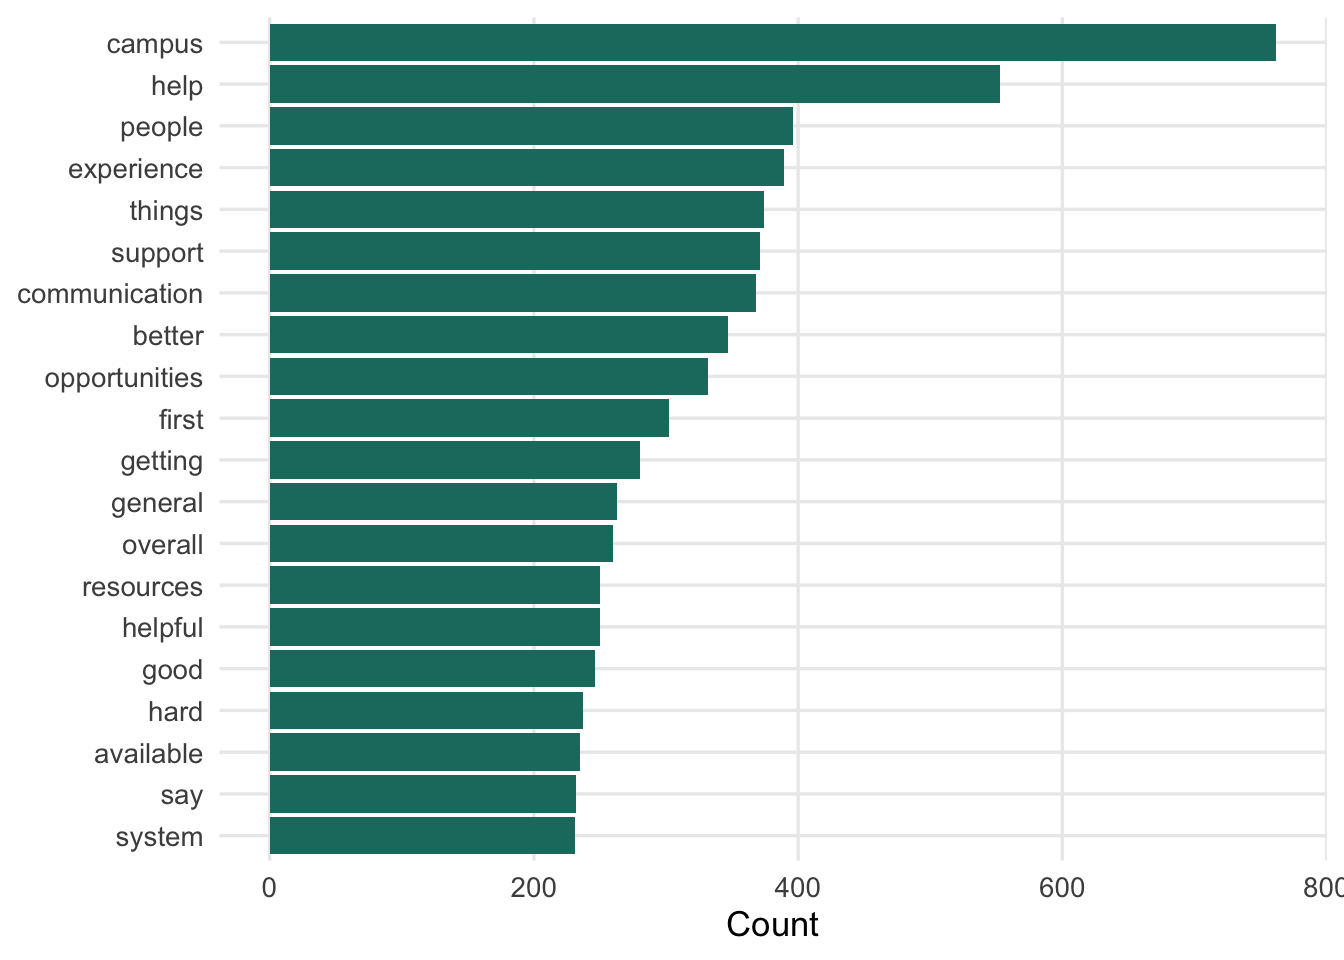 campus
help
people
experience
things
support
communication
better
opportunities
first
getting
general
overall
resources
helpful
good
hard
available
say
system
0 200 400 600 800
Count